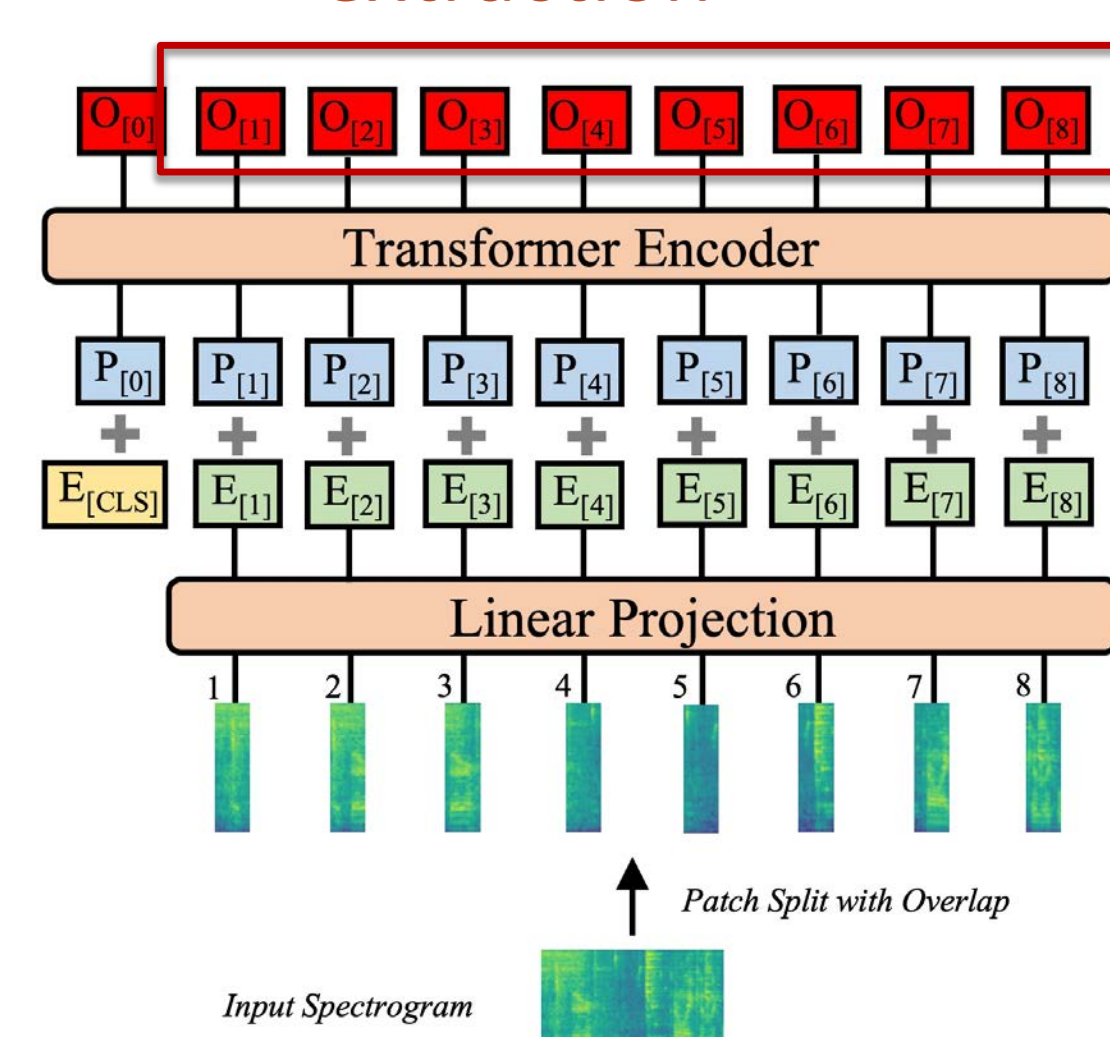 extraction
O[0] O[1] O[2] O[3] O[4] O[5] O[6] O[7] O[8]
Transformer Encoder
P[0] P[1] P[2] P[3] P[4] P[5] P[6] P[7] P[8]
+ + + + + + + + +
E[CLS] E[1] E[2] E[3] E[4] E[5] E[6] E[7] E[8]
Linear Projection
1 2 3 4 5 6 7 8
Patch Split with Overlap
Input Spectrogram